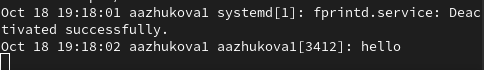 Oct 18 19:18:01 aazhukova1 systemd[1]: fprintd.service: Deac
tivated successfully.
Oct 18 19:18:02 aazhukova1 aazhukova1[3412]: hello